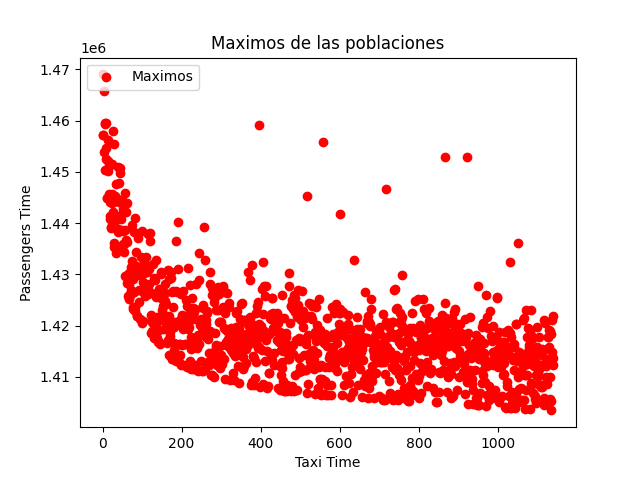 Maximos de las poblaciones
1e6
Maximos
1.47
1.46
1.45
1.44
1.43
1.42
1.41
Passengers Time
0 200 400 600 800 1000
Taxi Time